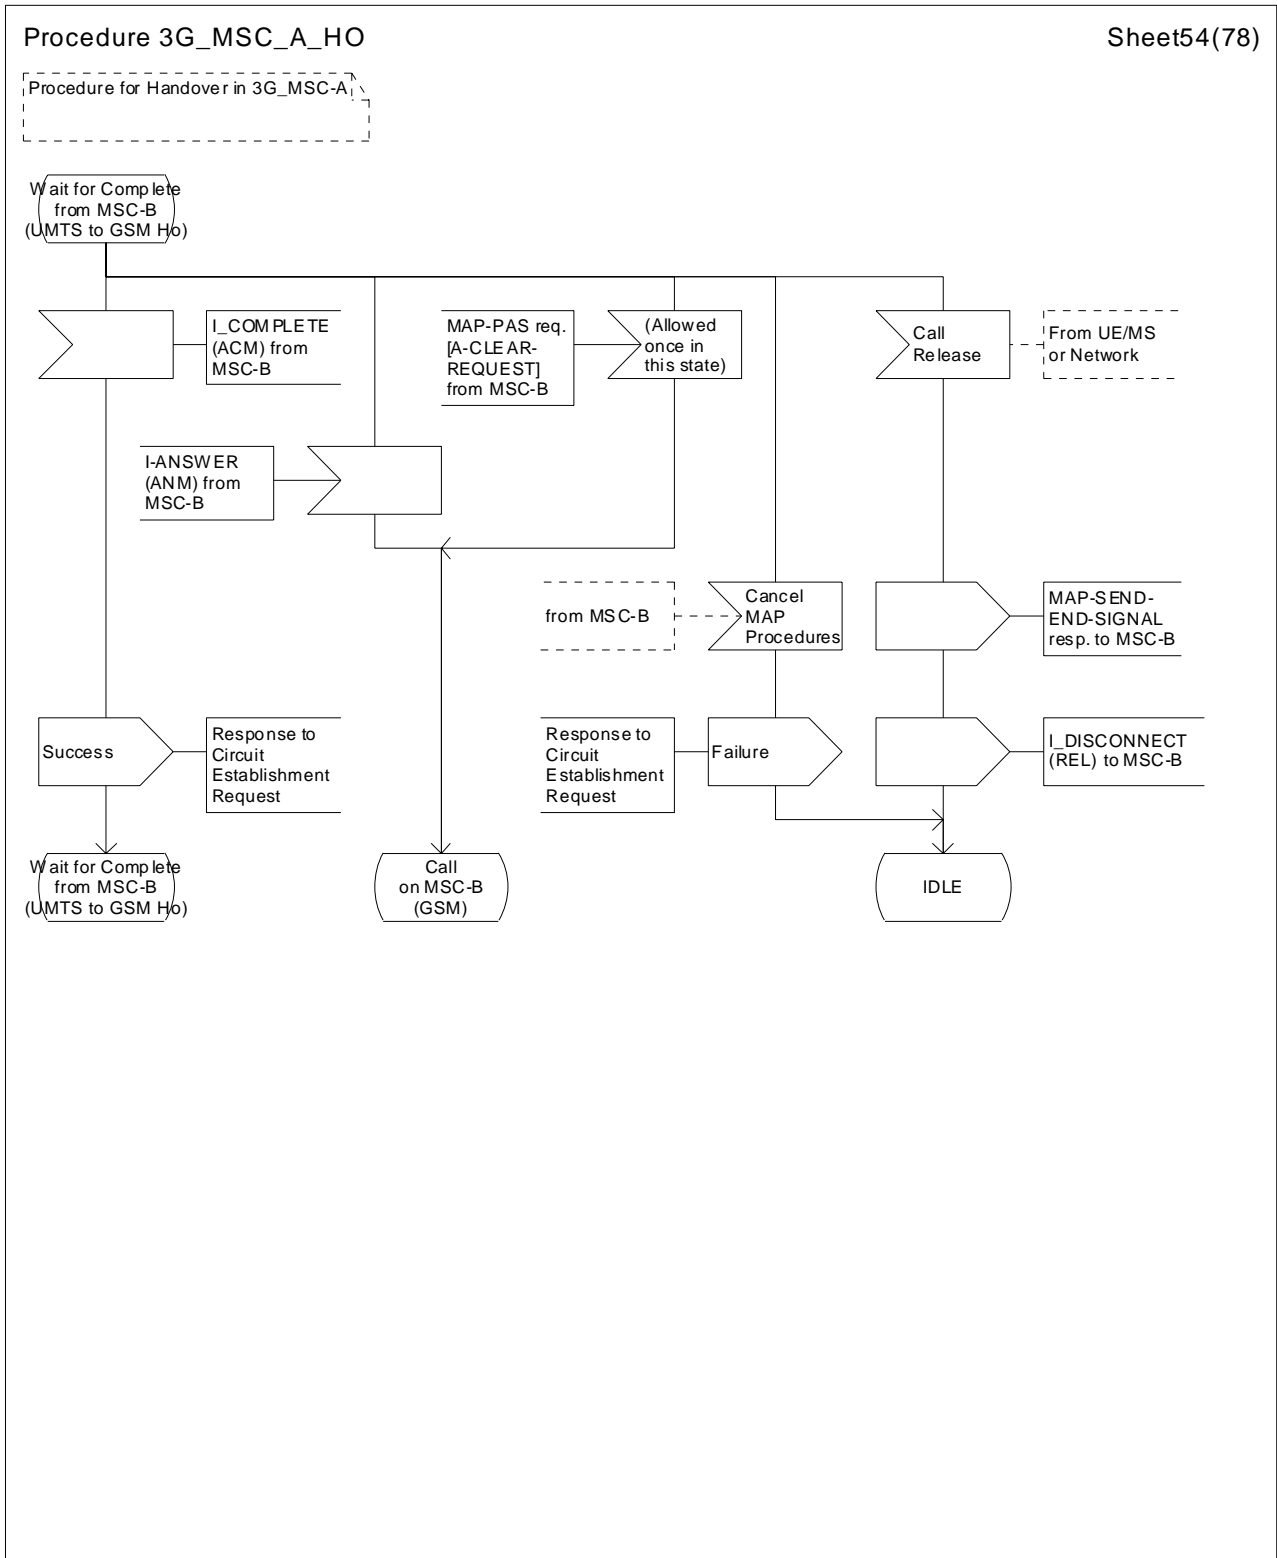 Procedure 3G_MSC_A_HO
Sheet54(78)
Procedure for Handover in 3G_MSC-A
Wait for Complete
from MSC-B
(UMTS to GSM Ho)
I_COMPLETE
(ACM) from
MSC-B
MAP-PAS req.
[A-CLEAR-
REQUEST]
from MSC-B
(Allowed
once in
this state)
Call
Release
From UE/MS
or Network
I-ANSWER
(ANM) from
MSC-B
from MSC-B
Cancel
MAP
Procedures
MAP-SEND-
END-SIGNAL
resp. to MSC-B
Success
Response to
Circuit
Establishment
Request
Response to
Circuit
Establishment
Request
Failure
I_DISCONNECT
(REL) to MSC-B
Wait for Complete
from MSC-B
(UMTS to GSM Ho)
Call
on MSC-B
(GSM)
IDLE